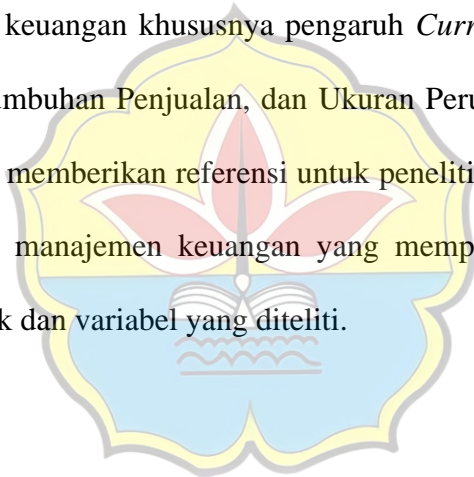 keuangan khususnya pengaruh Curr
umbuhan Penjualan, dan Ukuran Peru
memberikan referensi untuk peneliti
manajemen keuangan yang memp
k dan variabel yang diteliti.